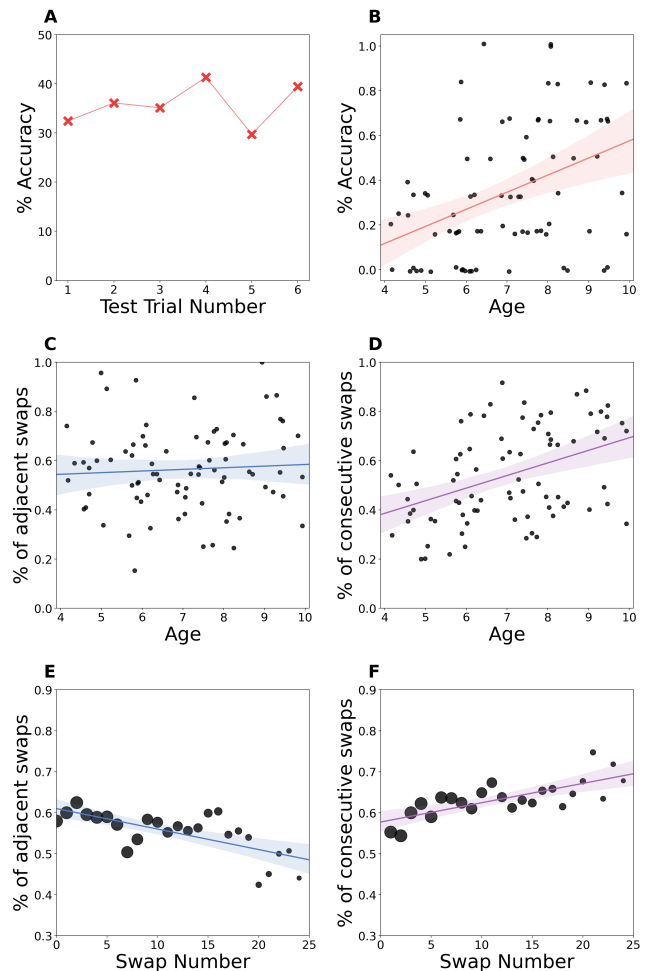 A
% Accuracy
50
40
30
20
10
0
1 2 3 4 5 6
Test Trial Number
B
% Accuracy
1.0
0.8
0.6
0.4
0.2
0.0
4 5 6 7 8 9 10
Age
C
% of adjacent swaps
1.0
0.8
0.6
0.4
0.2
0.0
4 5 6 7 8 9 10
Age
D
% of consecutive swaps
1.0
0.8
0.6
0.4
0.2
0.0
4 5 6 7 8 9 10
Age
E
% of adjacent swaps
0.9
0.8
0.7
0.6
0.5
0.4
0.3
0 5 10 15 20 25
Swap Number
F
% of consecutive swaps
0.9
0.8
0.7
0.6
0.5
0.4
0.3
0 5 10 15 20 25
Swap Number